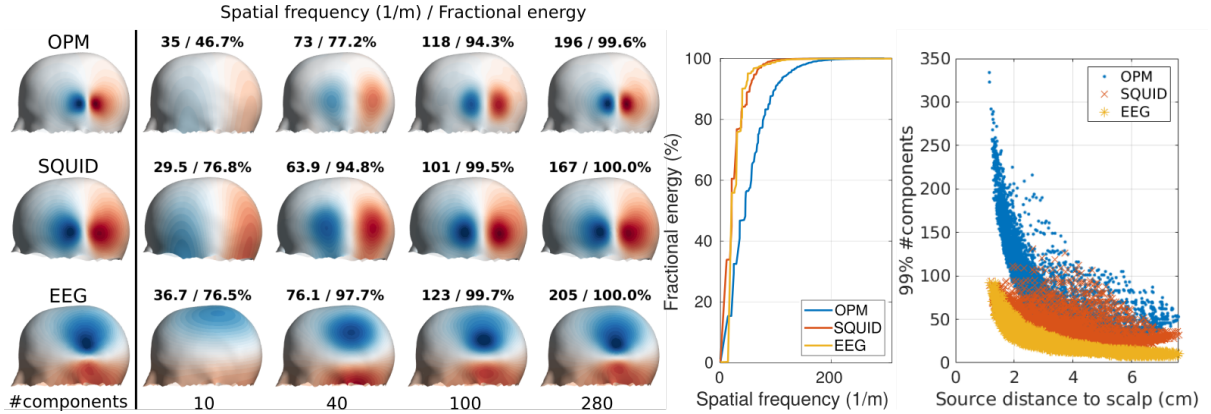 Spatial frequency (1/m) / Fractional energy
OPM
35 / 46.7%
73 / 77.2%
118 / 94.3%
196 / 99.6%
SQUID
29.5 / 76.8%
63.9 / 94.8%
101 / 99.5%
167 / 100.0%
EEG
36.7 / 76.5%
76.1 / 97.7%
123 / 99.7%
205 / 100.0%
#components
10
40
100
280
Fractional energy (%)
100
80
60
40
20
0
0
200
Spatial frequency (1/m)
OPM
SQUID
EEG
99% #components
350
300
250
200
150
100
50
0
0
2
4
6
Source distance to scalp (cm)
OPM
SQUID
EEG